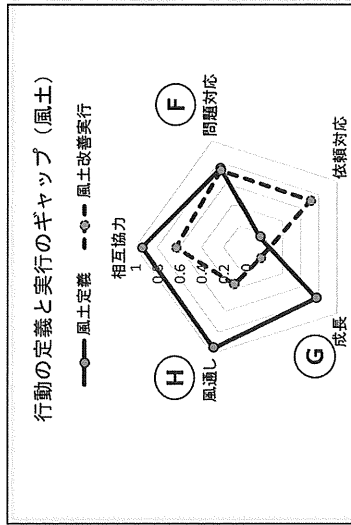 行動の定義と実行のギャップ（風土）
風土定義
風土改善実行
相互協力
1
0.8
0.6
0.4
0.2
0
F
問題対応
依頼対応
G
成長
H
風通し